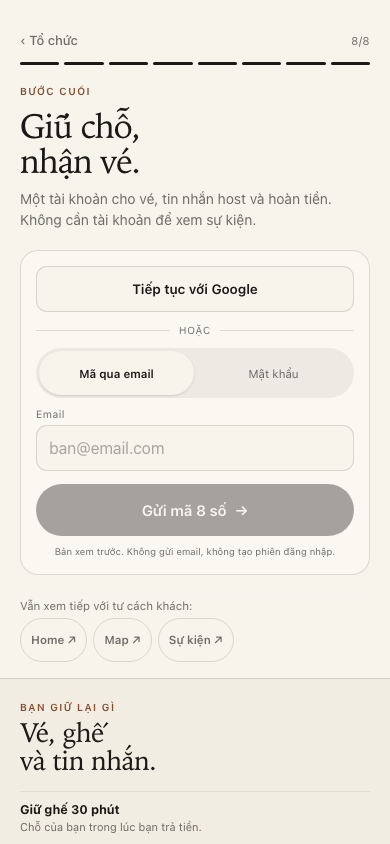 ‹ Tổ chức
8/8
BƯỚC CUỐI
Giữ chỗ,
nhận vé.
Một tài khoản cho vé, tin nhắn host và hoàn tiền.
Không cần tài khoản để xem sự kiện.
Tiếp tục với Google
HOẶC
Mã qua email
Mật khẩu
Email
ban@email.com
Gửi mã 8 số →
Bản xem trước. Không gửi email, không tạo phiên đăng nhập.
Vẫn xem tiếp với tư cách khách:
Home ↗
Map ↗
Sự kiện ↗
BẠN GIỮ LẠI GÌ
Vé, ghế
và tin nhắn.
Giữ ghế 30 phút
Chỗ của bạn trong lúc bạn trả tiền.